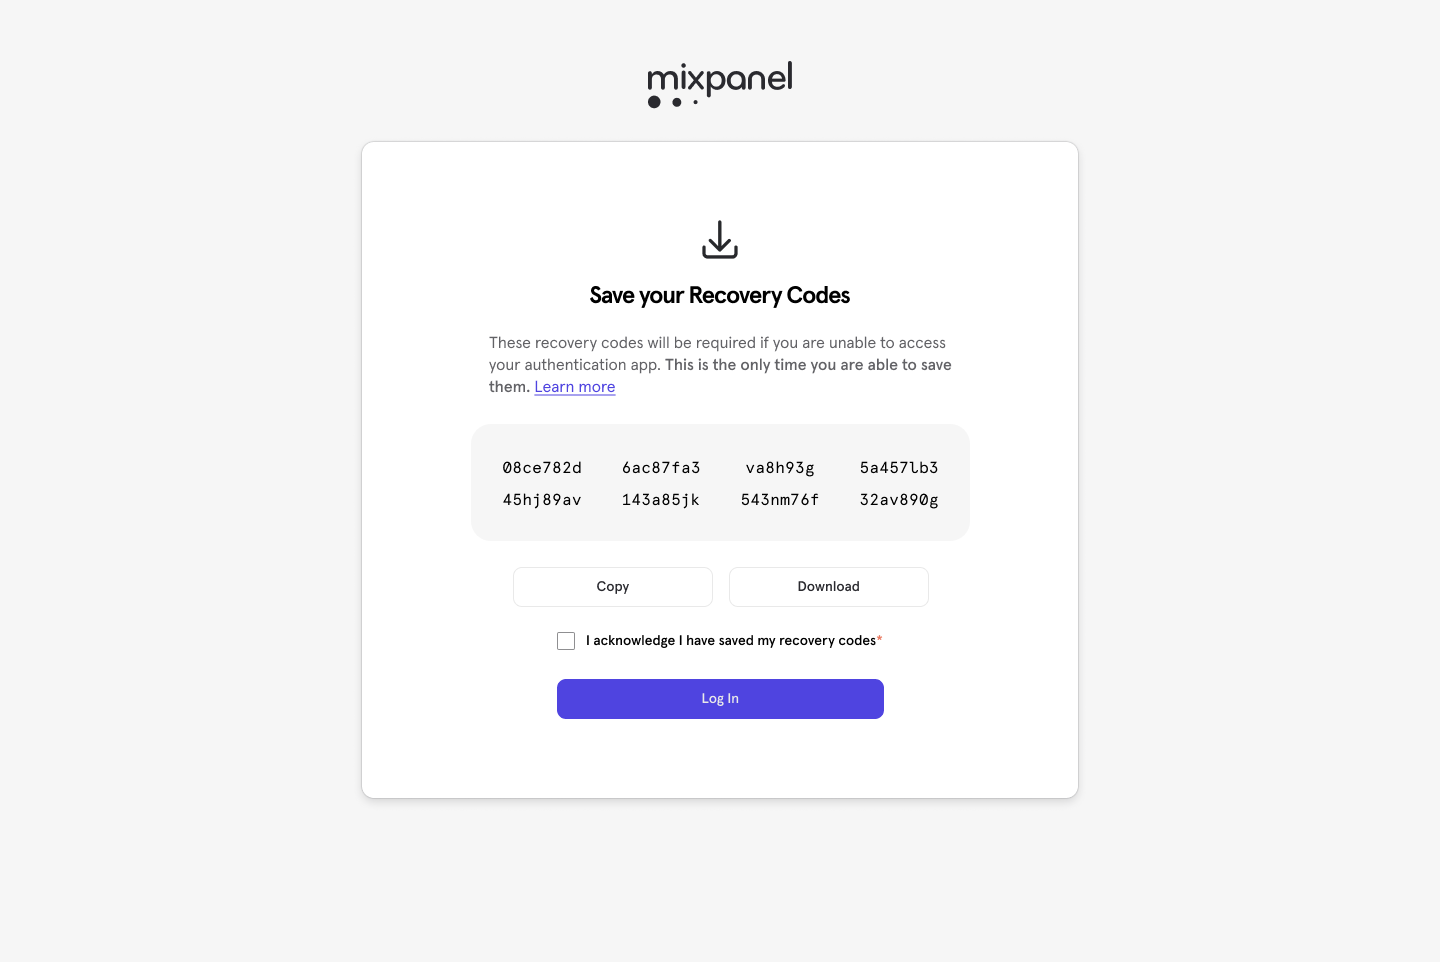 mixpanel
Save your Recovery Codes
These recovery codes will be required if you are unable to access
your authentication app. This is the only time you are able to save
them. Learn more
08ce782d 6ac87fa3 va8h93g 5a457lb3
45hj89av 143a85jk 543nm76f 32av890g
Copy Download
I acknowledge I have saved my recovery codes*
Log In